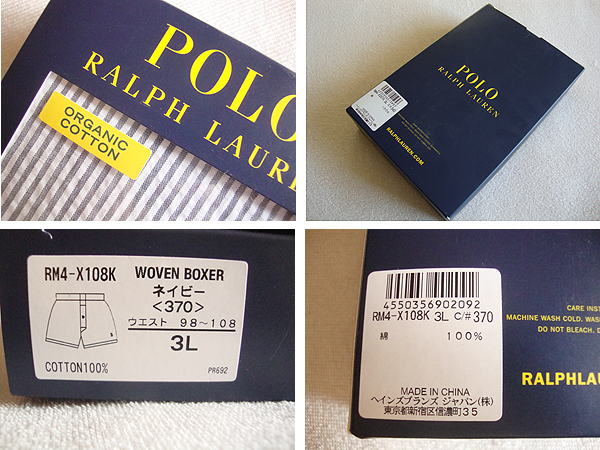 POLO
RALPH LAUREN
ORGANIC
COTTON
POLO
RALPH LAUREN
RALPHLAUREN.COM
RM4-X108K WOVEN BOXER
ネイビー
<370>
ウエスト 98～108
3L
COTTON100%
PR692
4550356902092
RM4-X108K 3L C/# 370
綿 100%
MADE IN CHINA
ヘインズブランズ ジャパン(株)
東京都新宿区信濃町35
CARE INST
MACHINE WASH COLD. WAS
DO NOT BLEACH. D
RALPHLAU